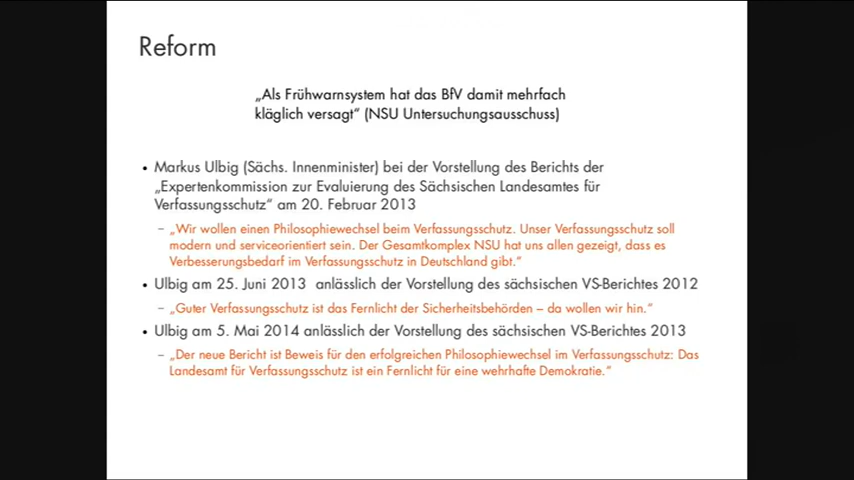 Reform
„Als Frühwarnsystem hat das BfV damit mehrfach
kläglich versagt“ (NSU Untersuchungsausschuss)
• Markus Ulbig (Sächs. Innenminister) bei der Vorstellung des Berichts der
„Expertenkommission zur Evaluierung des Sächsischen Landesamtes für
Verfassungsschutz“ am 20. Februar 2013
– „Wir wollen einen Philosophiewechsel beim Verfassungsschutz. Unser Verfassungsschutz soll
modern und serviceorientiert sein. Der Gesamtkomplex NSU hat uns allen gezeigt, dass es
Verbesserungsbedarf im Verfassungsschutz in Deutschland gibt.“
• Ulbig am 25. Juni 2013 anlässlich der Vorstellung des sächsischen VS-Berichtes 2012
– „Guter Verfassungsschutz ist das Fernlicht der Sicherheitsbehörden – da wollen wir hin.“
• Ulbig am 5. Mai 2014 anlässlich der Vorstellung des sächsischen VS-Berichtes 2013
– „Der neue Bericht ist Beweis für den erfolgreichen Philosophiewechsel im Verfassungsschutz: Das
Landesamt für Verfassungsschutz ist ein Fernlicht für eine wehrhafte Demokratie.“